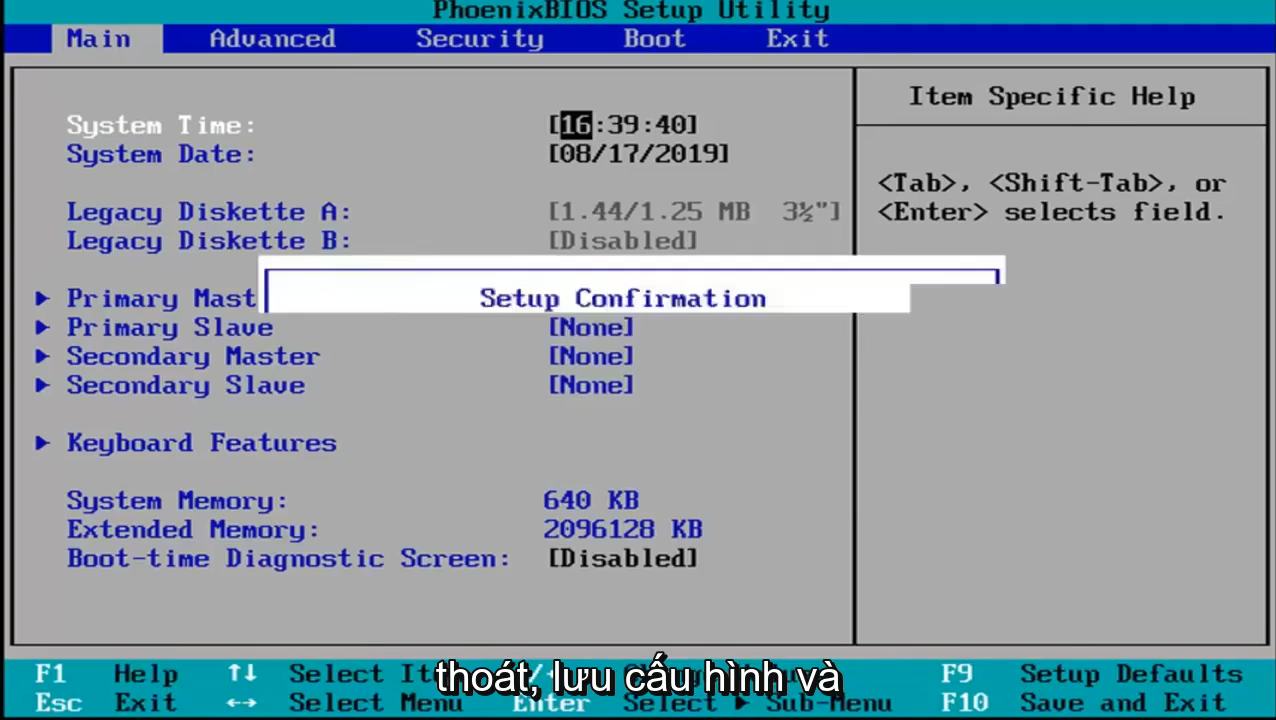 PhoenixBIOS Setup Utility
Main Advanced Security Boot Exit
Item Specific Help
System Time: [16:39:40]
System Date: [08/17/2019]
<Tab>, <Shift-Tab>, or
<Enter> selects field.
Legacy Diskette A: [1.44/1.25 MB 3½"]
Legacy Diskette B: [Disabled]
Primary Mast
Setup Confirmation
Primary Slave [None]
Secondary Master [None]
Secondary Slave [None]
Keyboard Features
System Memory: 640 KB
Extended Memory: 2096128 KB
Boot-time Diagnostic Screen: [Disabled]
F1 Help ↑↓ Select F9 Setup Defaults
thoát, lưu cấu hình và
Esc Exit ↔ Select Menu Enter Select ▶ Sub-Menu F10 Save and Exit